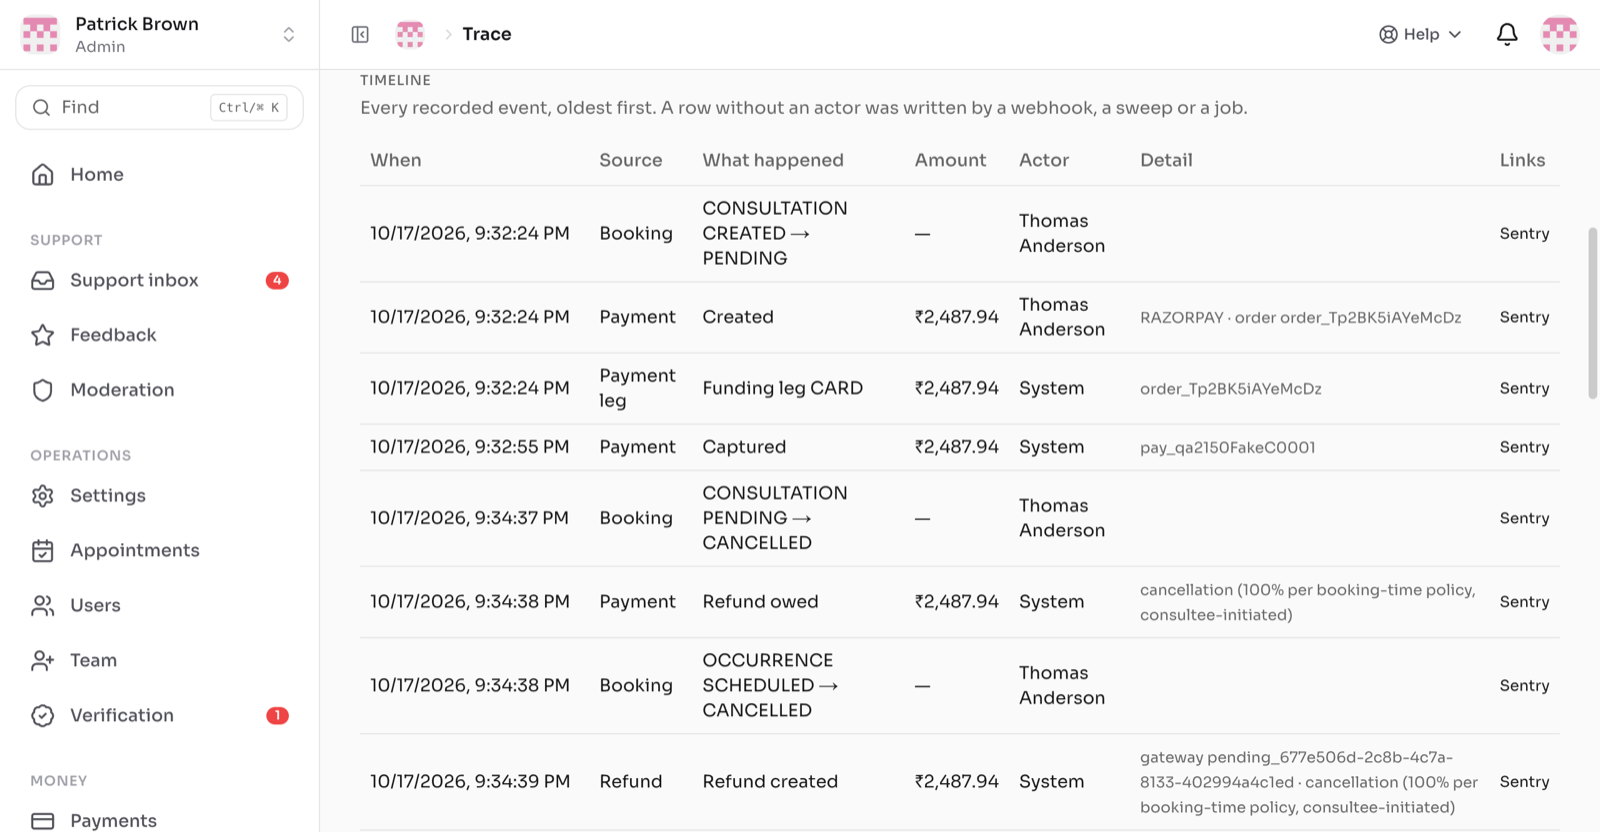 Patrick Brown
Admin
Find
Ctrl/⌘ K
Home
SUPPORT
Support inbox 4
Feedback
Moderation
OPERATIONS
Settings
Appointments
Users
Team
Verification 1
MONEY
Payments
Trace
Help
TIMELINE
Every recorded event, oldest first. A row without an actor was written by a webhook, a sweep or a job.
When Source What happened Amount Actor Detail Links
10/17/2026, 9:32:24 PM Booking CONSULTATION CREATED → PENDING — Thomas Anderson Sentry
10/17/2026, 9:32:24 PM Payment Created ₹2,487.94 Thomas Anderson RAZORPAY · order order_Tp2BK5iAYeMcDz Sentry
10/17/2026, 9:32:24 PM Payment leg Funding leg CARD ₹2,487.94 System order_Tp2BK5iAYeMcDz Sentry
10/17/2026, 9:32:55 PM Payment Captured ₹2,487.94 System pay_qa2150FakeC0001 Sentry
10/17/2026, 9:34:37 PM Booking CONSULTATION PENDING → CANCELLED — Thomas Anderson Sentry
10/17/2026, 9:34:38 PM Payment Refund owed ₹2,487.94 System cancellation (100% per booking-time policy, consultee-initiated) Sentry
10/17/2026, 9:34:38 PM Booking OCCURRENCE SCHEDULED → CANCELLED — Thomas Anderson Sentry
10/17/2026, 9:34:39 PM Refund Refund created ₹2,487.94 System gateway pending_677e506d-2c8b-4c7a-8133-402994a4c1ed · cancellation (100% per booking-time policy, consultee-initiated) Sentry